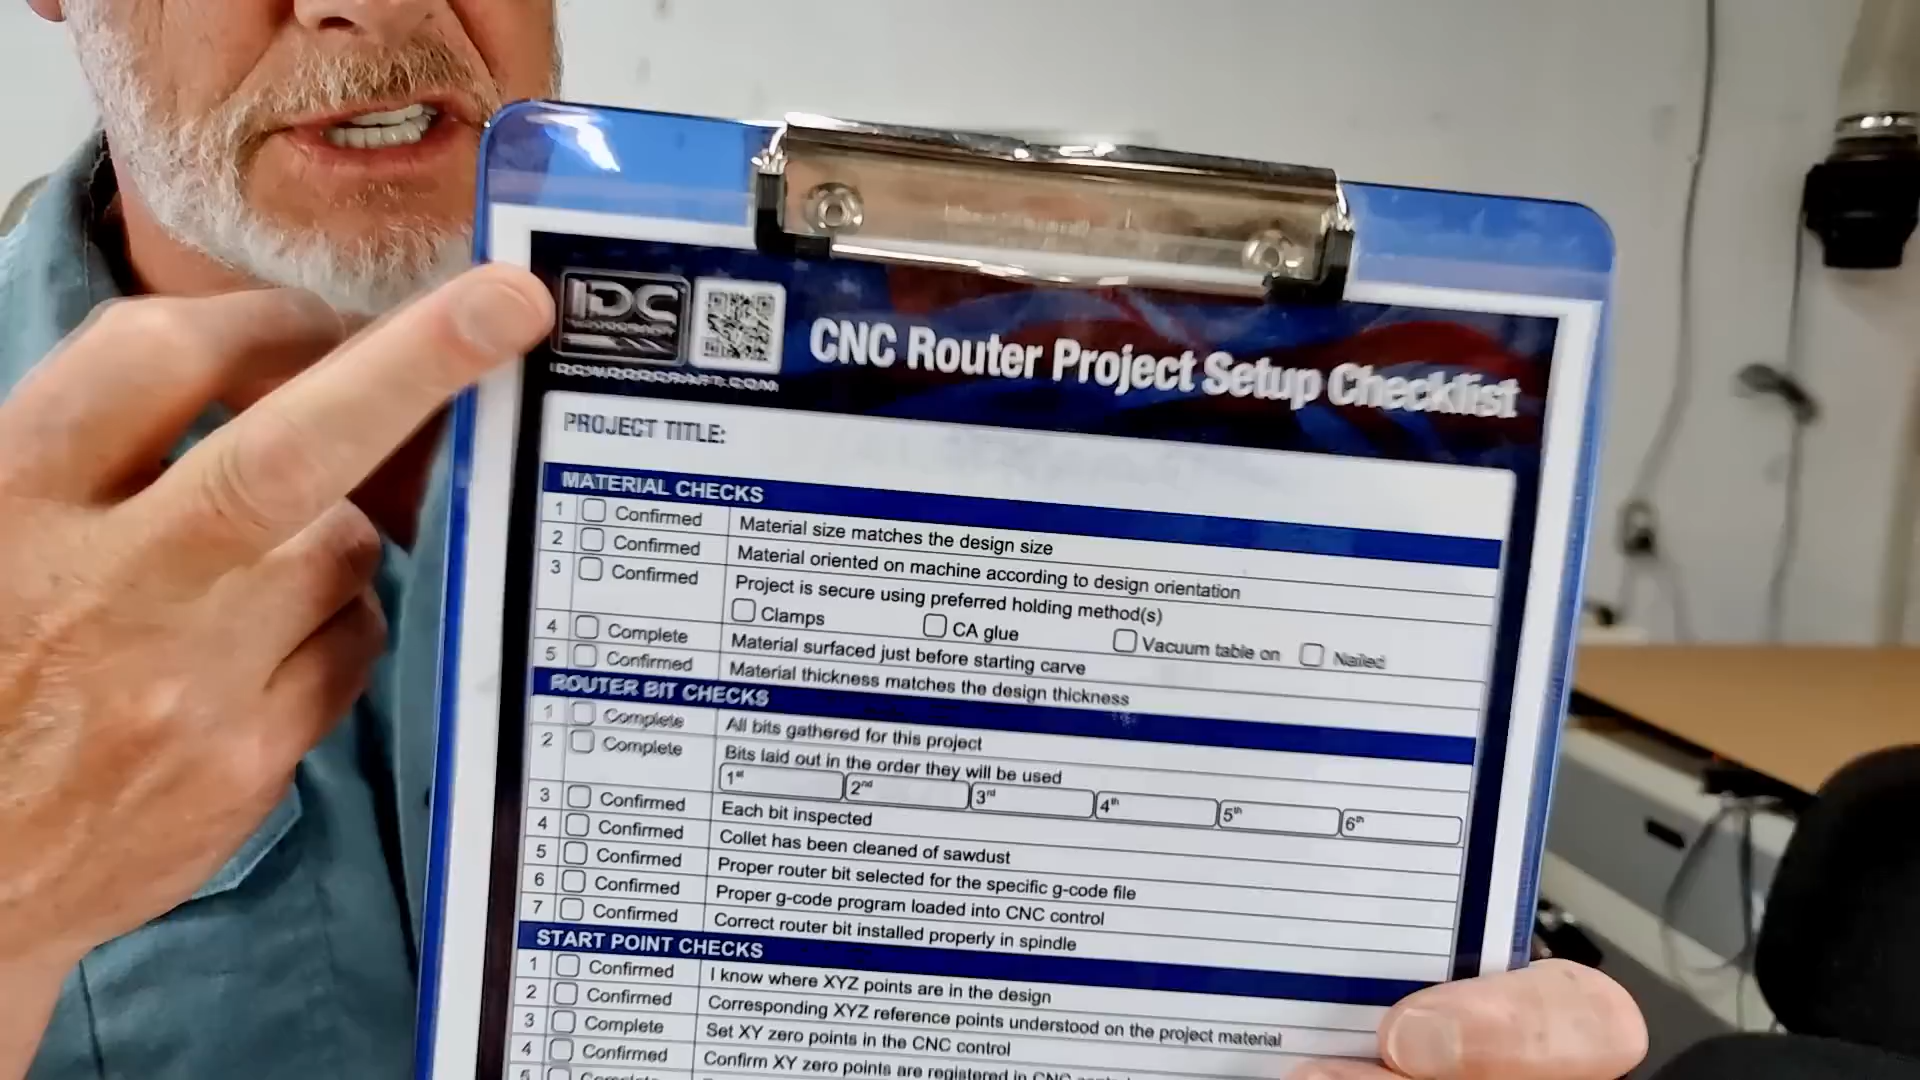 IDC
IDCWOODCRAFT.COM
CNC Router Project Setup Checklist
PROJECT TITLE:
MATERIAL CHECKS
1 Confirmed Material size matches the design size
2 Confirmed Material oriented on machine according to design orientation
3 Confirmed Project is secure using preferred holding method(s)
Clamps CA glue Vacuum table on Nailed
4 Complete Material surfaced just before starting carve
5 Confirmed Material thickness matches the design thickness
ROUTER BIT CHECKS
1 Complete All bits gathered for this project
2 Complete Bits laid out in the order they will be used
1st 2nd 3rd 4th 5th 6th
3 Confirmed Each bit inspected
4 Confirmed Collet has been cleaned of sawdust
5 Confirmed Proper router bit selected for the specific g-code file
6 Confirmed Proper g-code program loaded into CNC control
7 Confirmed Correct router bit installed properly in spindle
START POINT CHECKS
1 Confirmed I know where XYZ points are in the design
2 Confirmed Corresponding XYZ reference points understood on the project material
3 Complete Set XY zero points in the CNC control
4 Confirmed Confirm XY zero points are registered in CNC
5